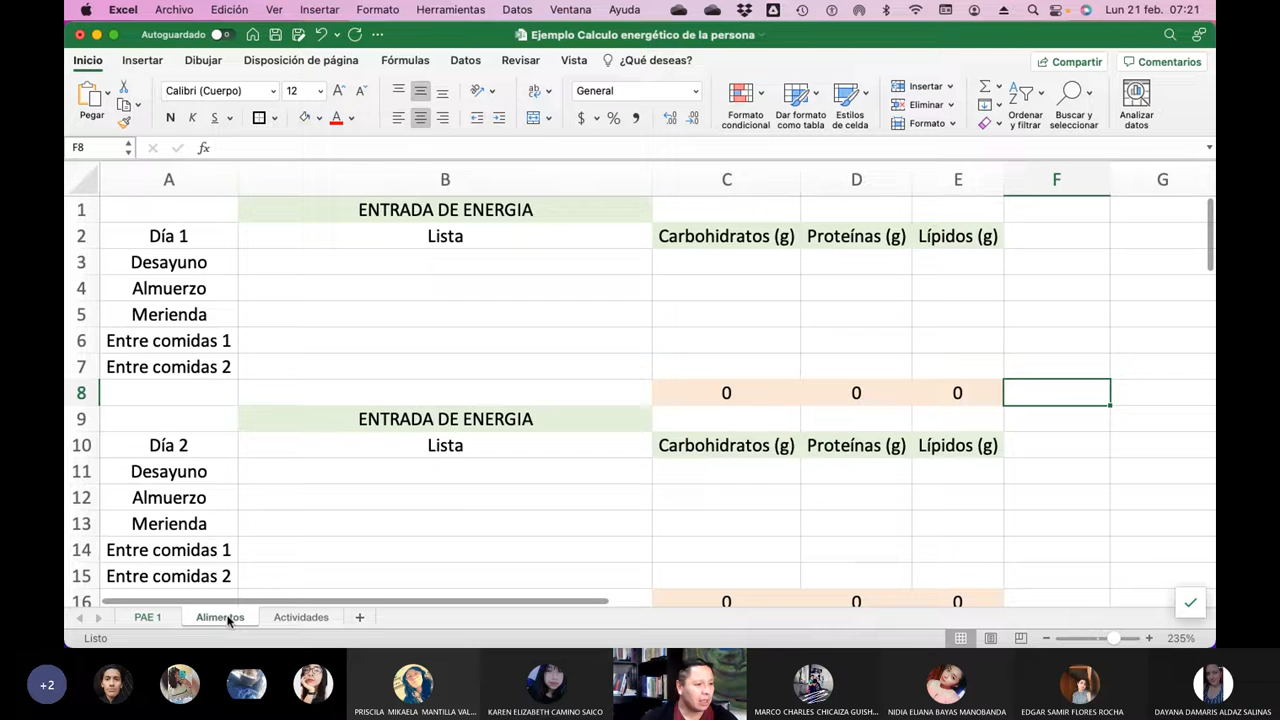 Excel Archivo Edición Ver Insertar Formato Herramientas Datos Ventana Ayuda Lun 21 feb. 07:21
Autoguardado Ejemplo Calculo energético de la persona
Inicio Insertar Dibujar Disposición de página Fórmulas Datos Revisar Vista ¿Qué deseas? Compartir Comentarios
Pegar Calibri (Cuerpo) 12 General Formato condicional Dar formato como tabla Estilos de celda Insertar Eliminar Formato Ordenar y filtrar Buscar y seleccionar Analizar datos
N K S A $ % 
F8 fx
A B C D E F G
1 ENTRADA DE ENERGIA
2 Día 1 Lista Carbohidratos (g) Proteínas (g) Lípidos (g)
3 Desayuno
4 Almuerzo
5 Merienda
6 Entre comidas 1
7 Entre comidas 2
8 0 0 0
9 ENTRADA DE ENERGIA
10 Día 2 Lista Carbohidratos (g) Proteínas (g) Lípidos (g)
11 Desayuno
12 Almuerzo
13 Merienda
14 Entre comidas 1
15 Entre comidas 2
16 0 0 0
PAE 1 Alimentos Actividades
Listo 235%
+2 PRISCILA MIKAELA MANTILLA VAL... KAREN ELIZABETH CAMINO SAICO MARCO CHARLES CHICAIZA GUISH... NIDIA ELIANA BAYAS MANOBANDA EDGAR SAMIR FLORES ROCHA DAYANA DAMARIS ALDAZ SALINAS